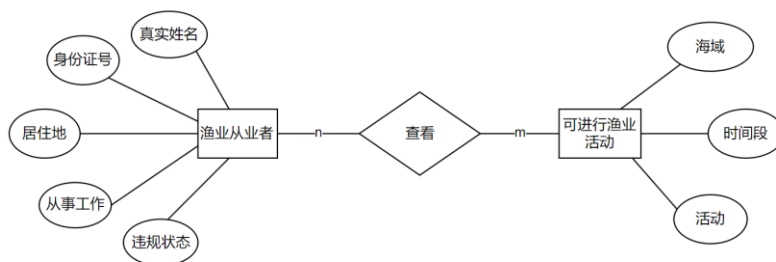 真实姓名
身份证号
居住地
从事工作
违规状态
渔业从业者
n
查看
m
可进行渔业
活动
海域
时间段
活动